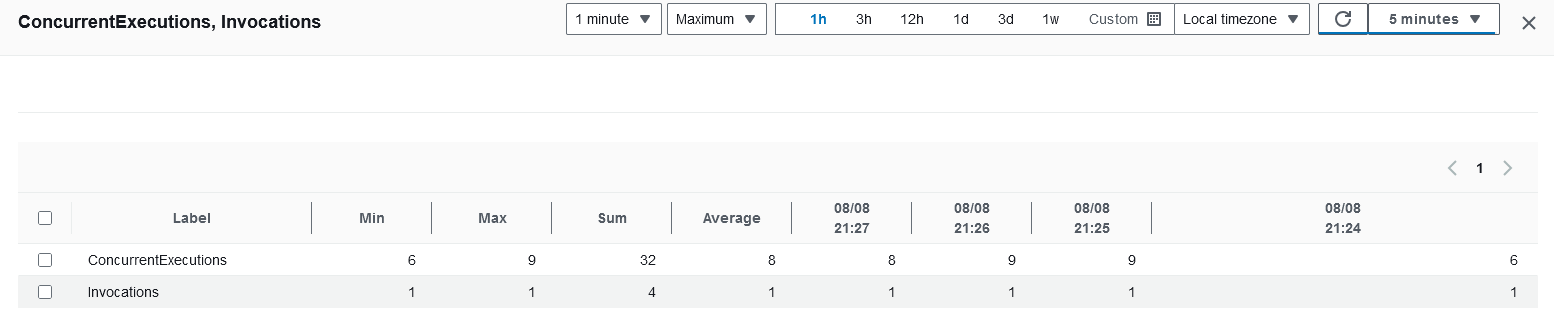 ConcurrentExecutions, Invocations
1 minute Maximum 1h 3h 12h 1d 3d 1w Custom Local timezone 5 minutes
1
Label Min Max Sum Average 08/08 21:27 08/08 21:26 08/08 21:25 08/08 21:24
ConcurrentExecutions 6 9 32 8 8 9 9 6
Invocations 1 1 4 1 1 1 1 1